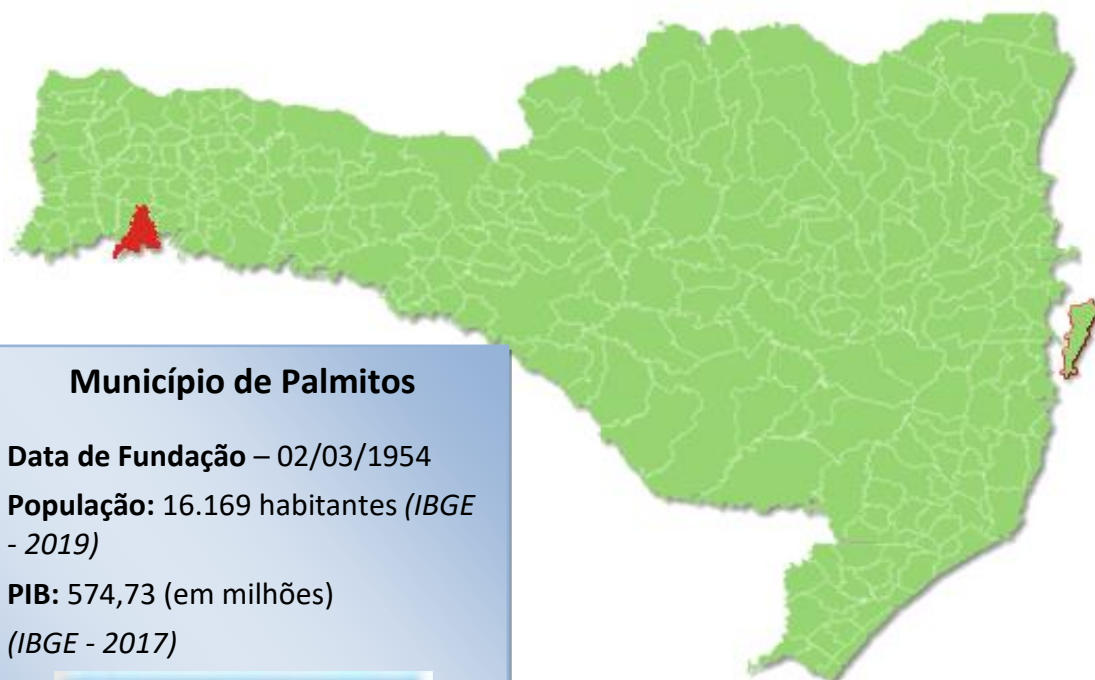 Município de Palmitos
Data de Fundação – 02/03/1954
População: 16.169 habitantes (IBGE
- 2019)
PIB: 574,73 (em milhões)
(IBGE - 2017)